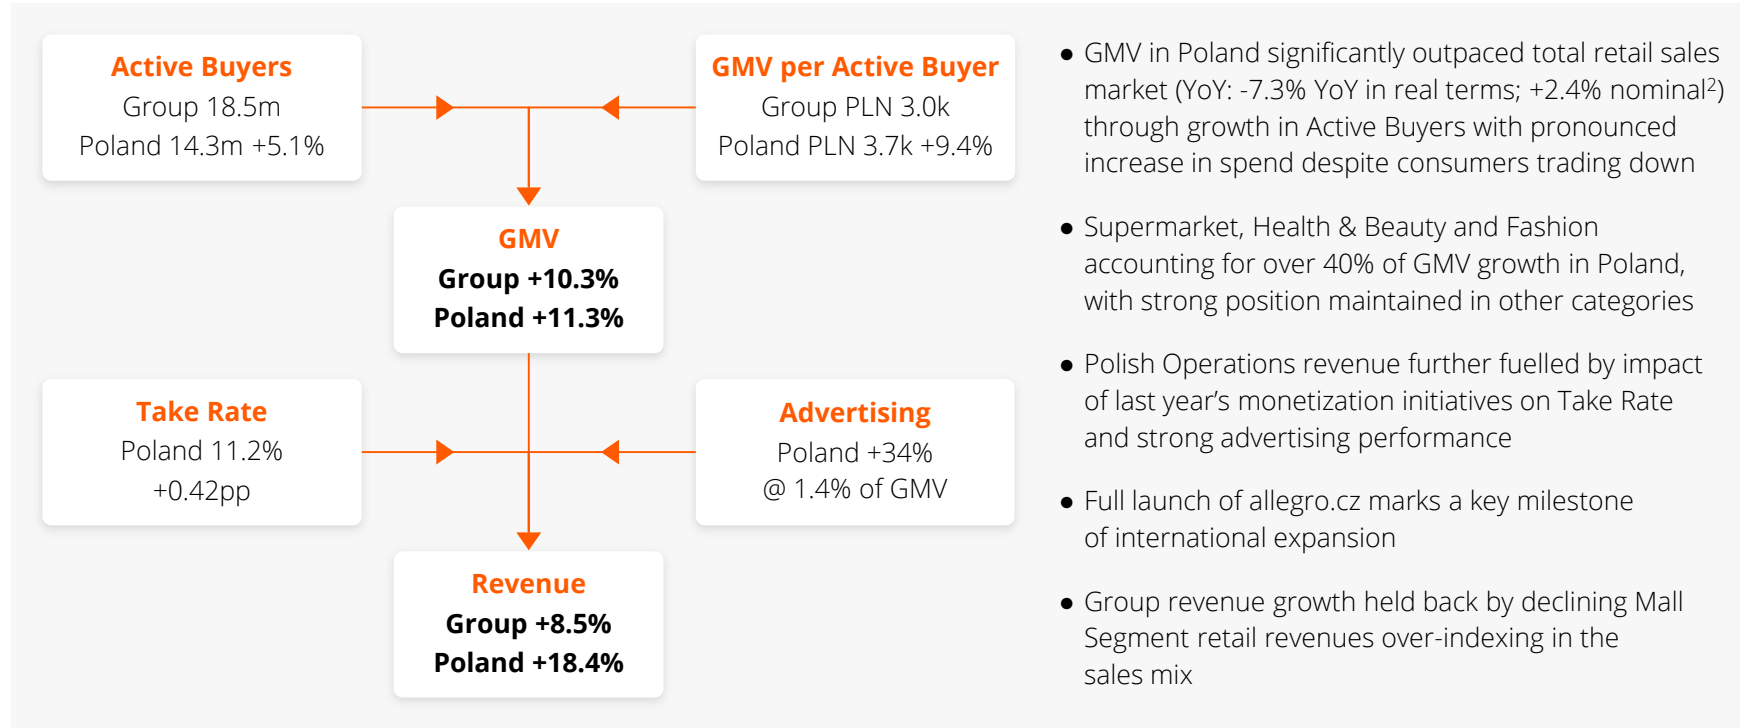 Active Buyers
Group 18.5m
Poland 14.3m +5.1%
GMV per Active Buyer
Group PLN 3.0k
Poland PLN 3.7k +9.4%
GMV
Group +10.3%
Poland +11.3%
Take Rate
Poland 11.2%
+0.42pp
Advertising
Poland +34%
@ 1.4% of GMV
Revenue
Group +8.5%
Poland +18.4%
● GMV in Poland significantly outpaced total retail sales
market (YoY: -7.3% YoY in real terms; +2.4% nominal²)
through growth in Active Buyers with pronounced
increase in spend despite consumers trading down
● Supermarket, Health & Beauty and Fashion
accounting for over 40% of GMV growth in Poland,
with strong position maintained in other categories
● Polish Operations revenue further fuelled by impact
of last year’s monetization initiatives on Take Rate
and strong advertising performance
● Full launch of allegro.cz marks a key milestone
of international expansion
● Group revenue growth held back by declining Mall
Segment retail revenues over-indexing in the
sales mix